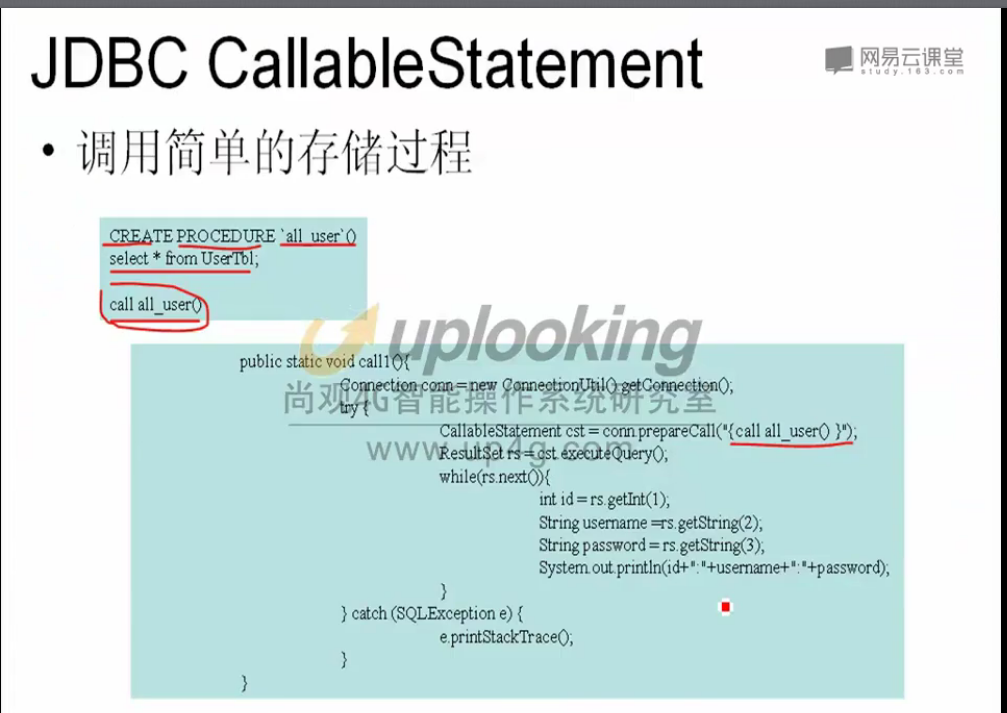 JDBC CallableStatement
网易云课堂
study.163.com
• 调用简单的存储过程
CREATE PROCEDURE `all_user`()
select * from UserTbl;
call all_user()
uplooking
尚观4G智能操作系统研究室
www.up4g.com
public static void call1(){
Connection conn = new ConnectionUtil().getConnection();
try {
CallableStatement cst = conn.prepareCall("{call all_user() }");
ResultSet rs = cst.executeQuery();
while(rs.next()){
int id = rs.getInt(1);
String username =rs.getString(2);
String password = rs.getString(3);
System.out.println(id+":"+username+":"+password);
}
} catch (SQLException e) {
e.printStackTrace();
}
}